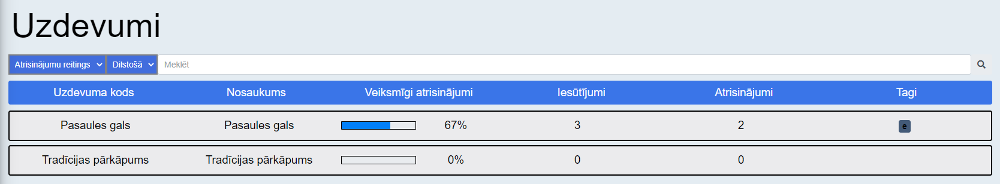 Uzdevumi
Atrisinājumu reitings Dilstošā Meklēt
Uzdevuma kods Nosaukums Veiksmīgi atrisinājumi Iesūtījumi Atrisinājumi Tagi
Pasaules gals Pasaules gals 67% 3 2 e
Tradīcijas pārkāpums Tradīcijas pārkāpums 0% 0 0